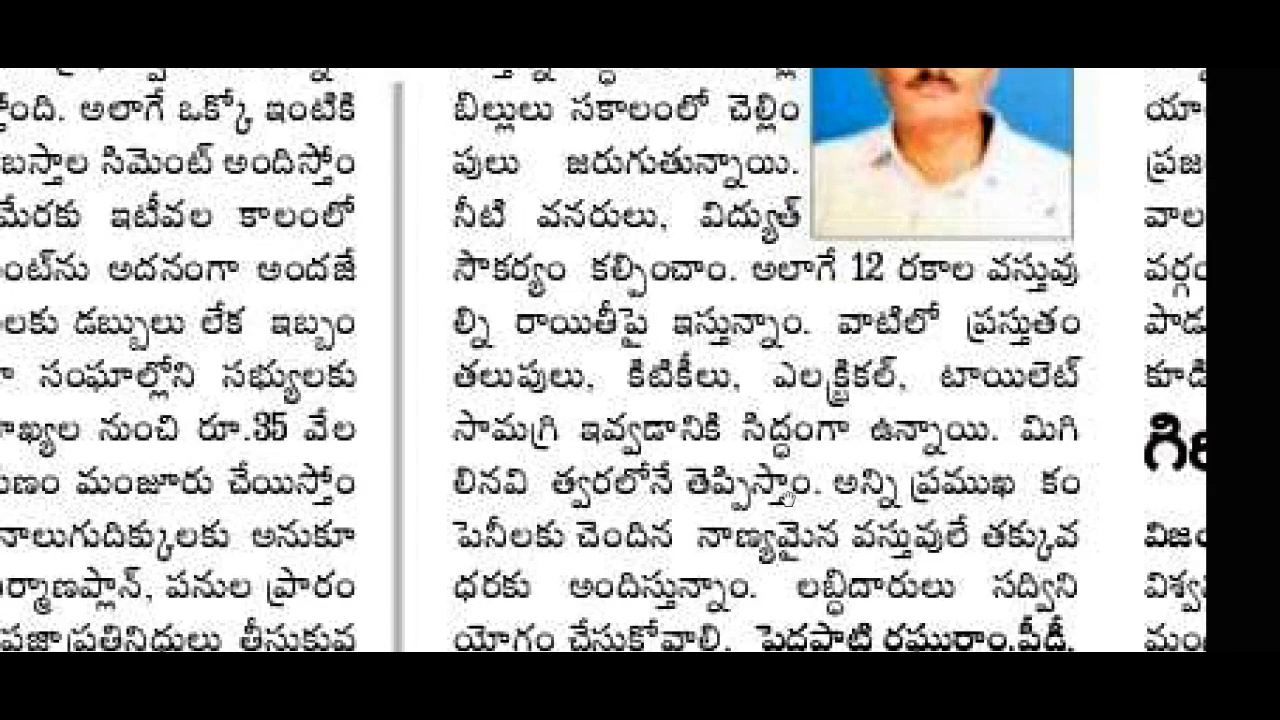 స్తోంది. అలాగే ఒక్కో ఇంటికి
బస్తాల సిమెంట్ అందిస్తోం
మేరకు ఇటీవల కాలంలో
ంట్‌ను అదనంగా అందజే
లకు డబ్బులు లేక ఇబ్బం
సంఘాల్లోని సభ్యులకు
ఖ్యల నుంచి రూ.35 వేల
ణం మంజూరు చేయిస్తోం
నాలుగుదిక్కులకు అనుకూ
ర్మాణప్లాన్, పనుల ప్రారం
ప్రజాప్రతినిధులు తీసుకువ
బిల్లులు సకాలంలో చెల్లిం
పులు జరుగుతున్నాయి.
నీటి వనరులు, విద్యుత్
సౌకర్యం కల్పించాం. అలాగే 12 రకాల వస్తువు
ల్ని రాయితీపై ఇస్తున్నాం. వాటిలో ప్రస్తుతం
తలుపులు, కిటికీలు, ఎలక్ట్రికల్, టాయిలెట్
సామగ్రి ఇవ్వడానికి సిద్ధంగా ఉన్నాయి. మిగి
లినవి త్వరలోనే తెప్పిస్తాం. అన్ని ప్రముఖ కం
పెనీలకు చెందిన నాణ్యమైన వస్తువులే తక్కువ
ధరకు అందిస్తున్నాం. లబ్ధిదారులు సద్విని
యోగం చేసుకోవాలి. పెదపాటి రఘురాం,పీడీ,
యా
ప్రజ
వాల
వర్గం
పాడ
కూడి
గి
విజం
విశ్వ
మం